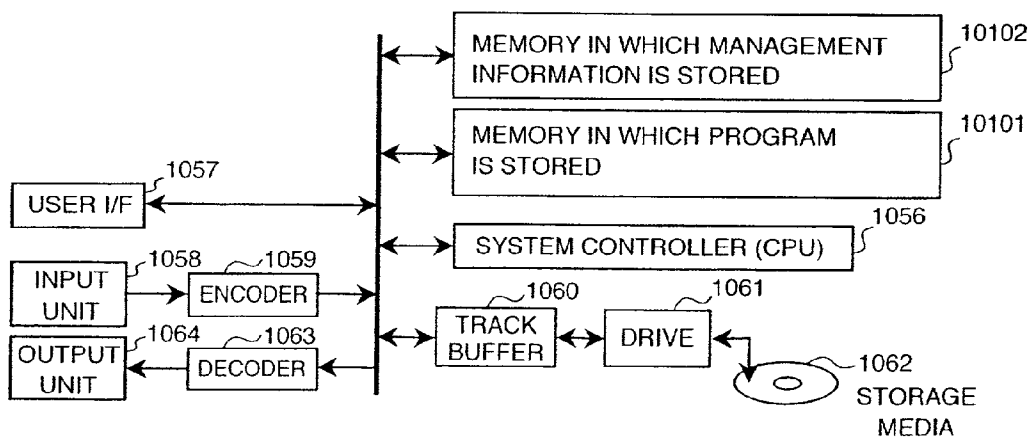 MEMORY IN WHICH MANAGEMENT
INFORMATION IS STORED
10102
MEMORY IN WHICH PROGRAM
IS STORED
10101
1057
USER I/F
1056
SYSTEM CONTROLLER (CPU)
1058
INPUT
UNIT
1059
ENCODER
1060
TRACK
BUFFER
1061
DRIVE
1064
OUTPUT
UNIT
1063
DECODER
1062
STORAGE
MEDIA